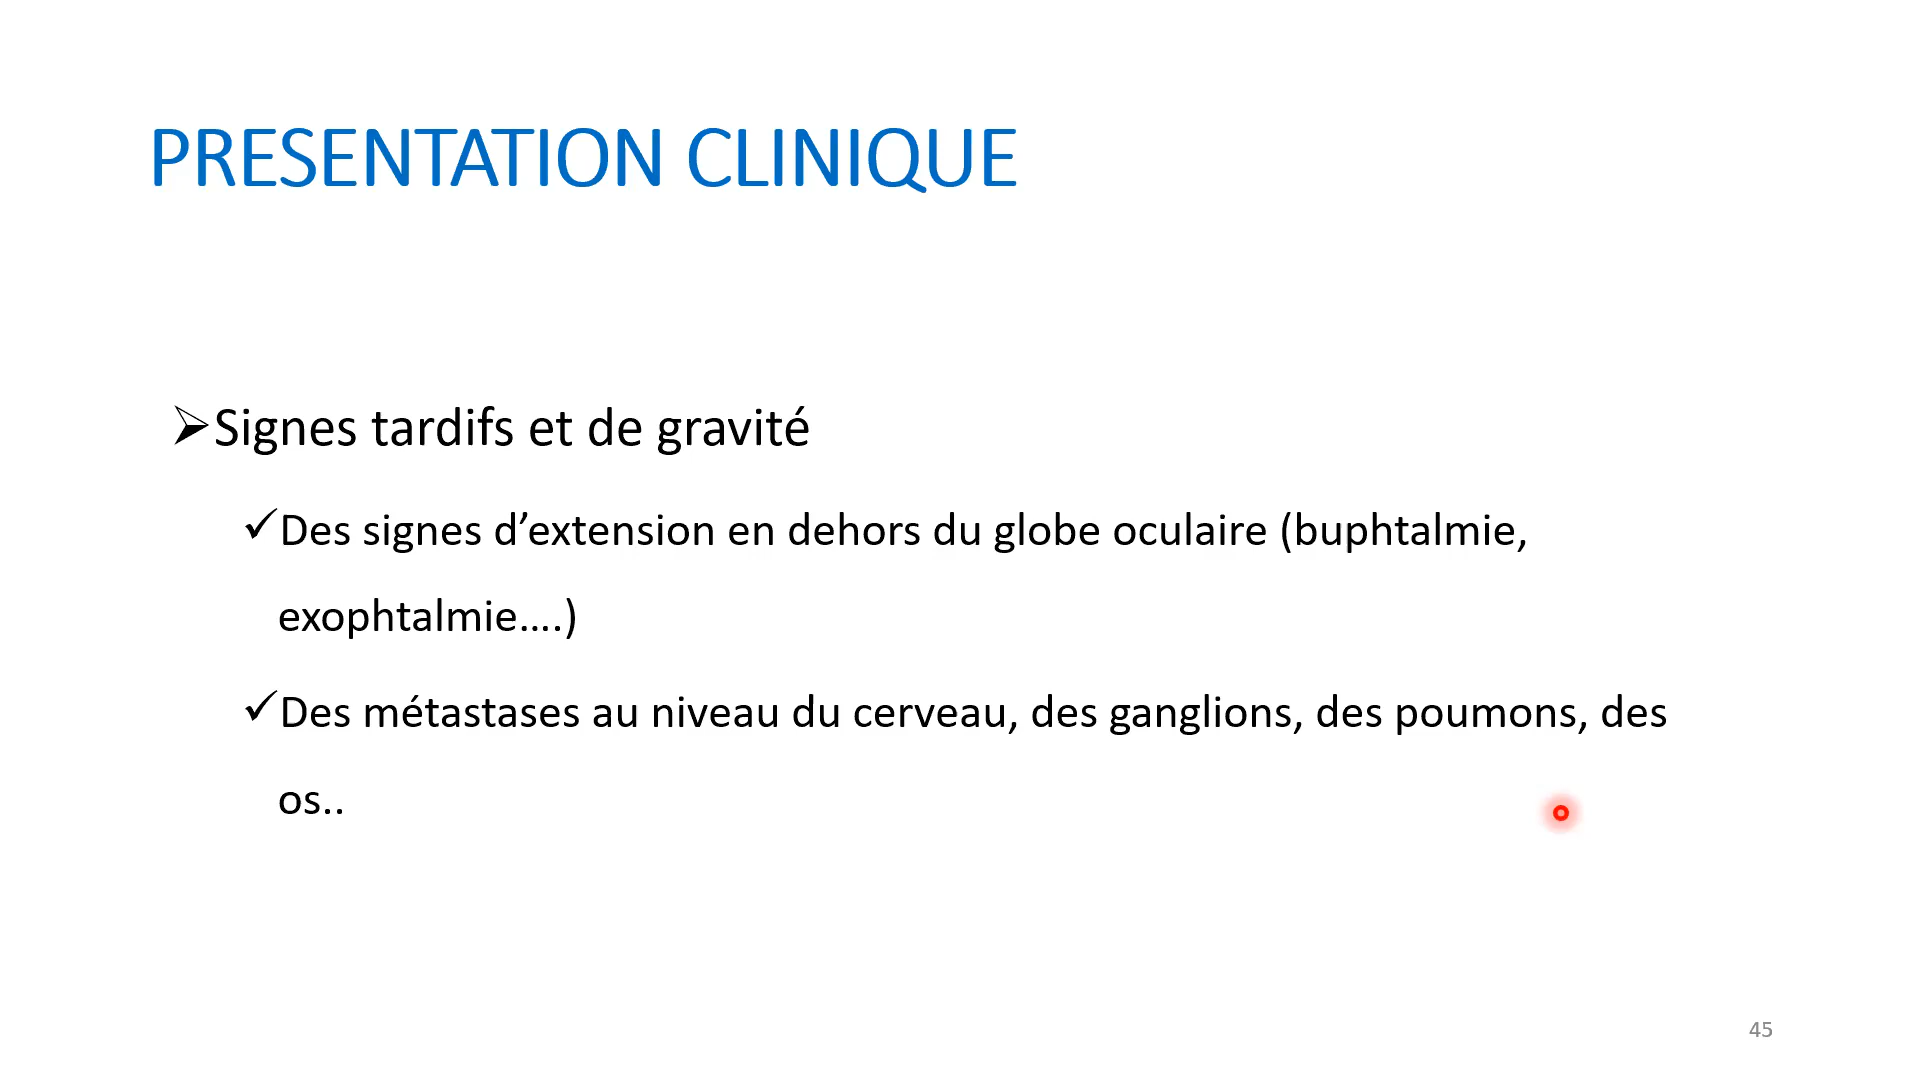 PRESENTATION CLINIQUE
➢Signes tardifs et de gravité
✓Des signes d’extension en dehors du globe oculaire (buphtalmie,
exophtalmie....)
✓Des métastases au niveau du cerveau, des ganglions, des poumons, des
os..
45